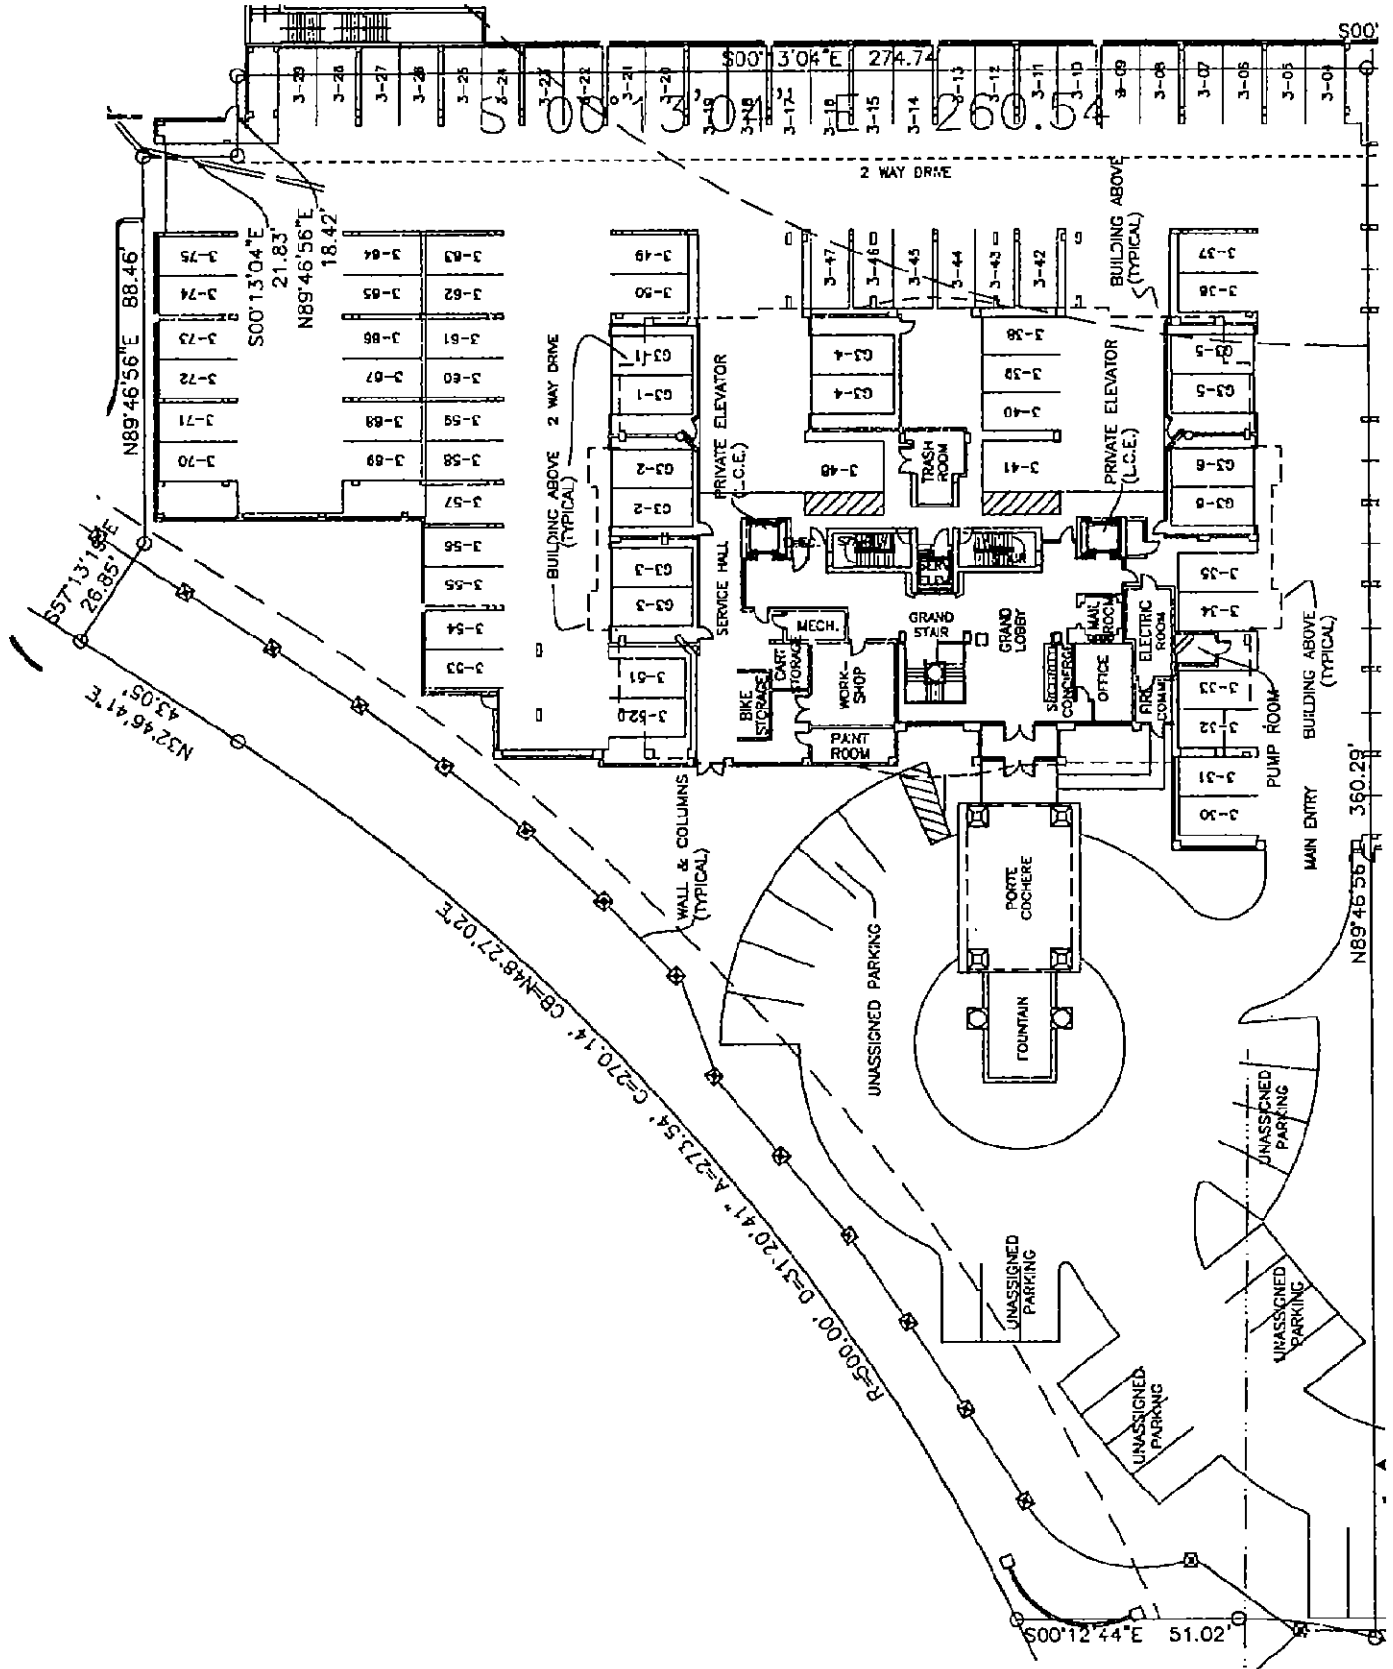 S00°
S00°13'04"E 274.74
3-29
3-28
3-27
3-26
3-25
3-24
3-23
3-22
3-21
3-20
3-19
3-18
3-17
3-16
3-15
3-14
3-13
3-12
3-11
3-10
3-09
3-08
3-07
3-06
3-05
3-04
260.54
2 WAY DRIVE
BUILDING ABOVE
(TYPICAL)
S00°13'04"E
21.83'
N89°46'56"E
18.42'
N89°46'56"E 88.46'
3-75
3-74
3-73
3-72
3-71
3-70
3-64
3-65
3-66
3-67
3-68
3-69
3-63
3-62
3-61
3-60
3-59
3-58
3-57
3-56
3-55
3-54
3-53
2 WAY DRIVE
BUILDING ABOVE
(TYPICAL)
3-49
3-50
G3-1
G3-1
G3-2
G3-2
G3-3
G3-3
3-51
3-52
PRIVATE ELEVATOR
(L.C.E.)
3-47
3-46
3-45
3-44
3-43
3-42
G3-4
G3-4
3-48
3-38
3-39
3-40
3-41
TRASH
ROOM
PRIVATE ELEVATOR
(L.C.E.)
3-37
3-36
G3-5
G3-5
G3-6
G3-6
3-35
3-34
3-33
3-32
3-31
3-30
SERVICE HALL
SERV
ELEV.
MECH.
GRAND
STAIR
GRAND
LOBBY
MAIL
ROOM
ELECTRIC
ROOM
CART
STORAGE
BIKE
STORAGE
WORK-
SHOP
PAINT
ROOM
SECURITY
CONCIERGE
OFFICE
FIRE
COMM.
PUMP ROOM
BUILDING ABOVE
(TYPICAL)
MAIN ENTRY
N89°46'56 360.29'
S57°13'19"E
26.85'
N32°46'41"E
43.05'
WALL & COLUMNS
(TYPICAL)
R=500.00' D=31°20'41" A=273.54' C=270.14' CB=N48°27'02"E
UNASSIGNED PARKING
PORTE
COCHERE
FOUNTAIN
UNASSIGNED
PARKING
UNASSIGNED
PARKING
UNASSIGNED
PARKING
UNASSIGNED
PARKING
S00°12'44"E 51.02'